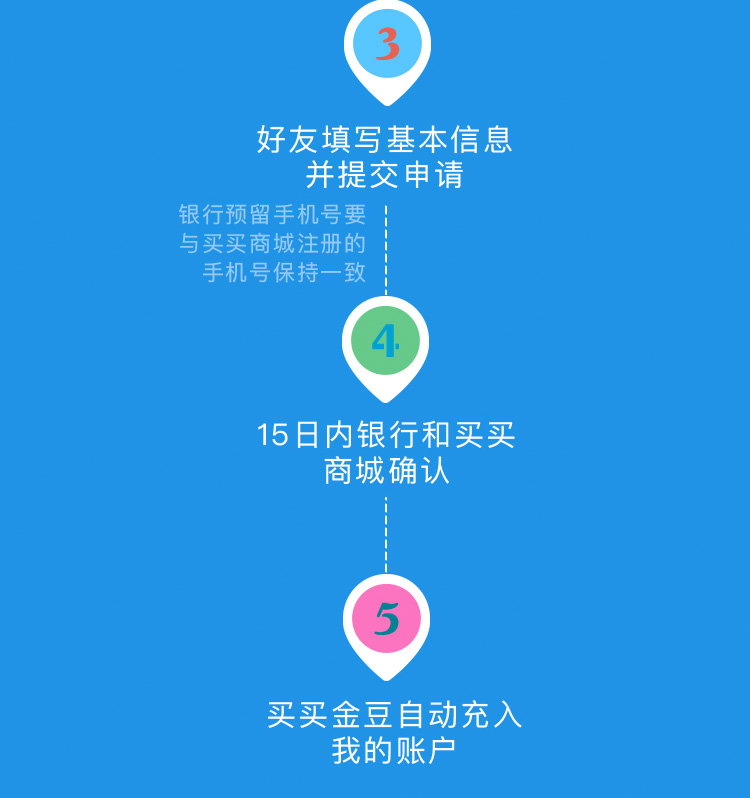 3
好友填写基本信息
并提交申请
银行预留手机号要
与买买商城注册的
手机号保持一致
4
15日内银行和买买
商城确认
5
买买金豆自动充入
我的账户